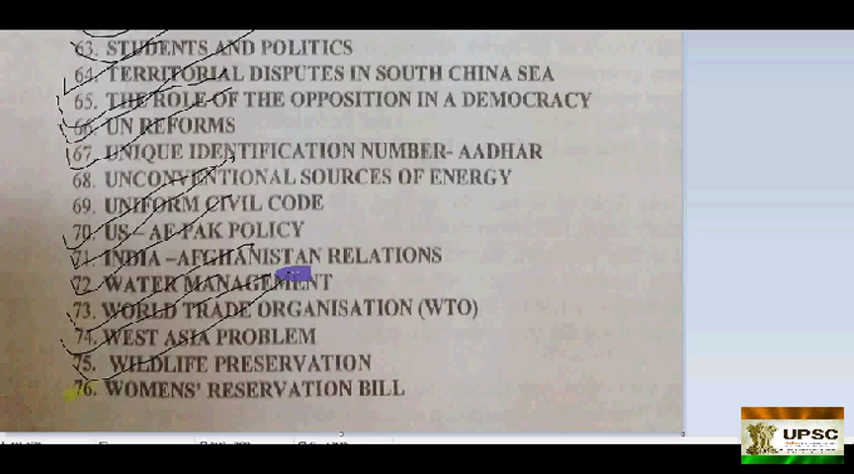 63. STUDENTS AND POLITICS
64. TERRITORIAL DISPUTES IN SOUTH CHINA SEA
65. THE ROLE OF THE OPPOSITION IN A DEMOCRACY
66. UN REFORMS
67. UNIQUE IDENTIFICATION NUMBER- AADHAR
68. UNCONVENTIONAL SOURCES OF ENERGY
69. UNIFORM CIVIL CODE
70. US – AF-PAK POLICY
71. INDIA –AFGHANISTAN RELATIONS
72. WATER MANAGEMENT
73. WORLD TRADE ORGANISATION (WTO)
74. WEST ASIA PROBLEM
75. WILDLIFE PRESERVATION
76. WOMENS' RESERVATION BILL
UPSC